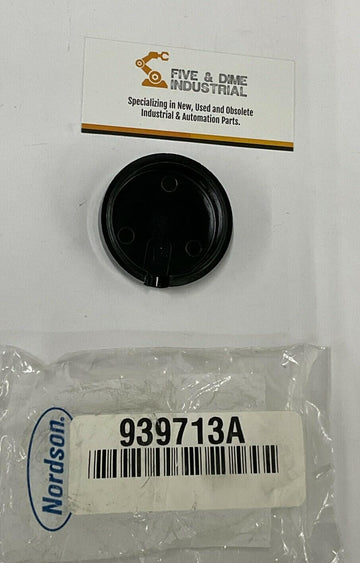 FIVE & DIME
INDUSTRIAL
Specializing in New, Used and Obsolete
Industrial & Automation Parts.
939713A
Nordson.